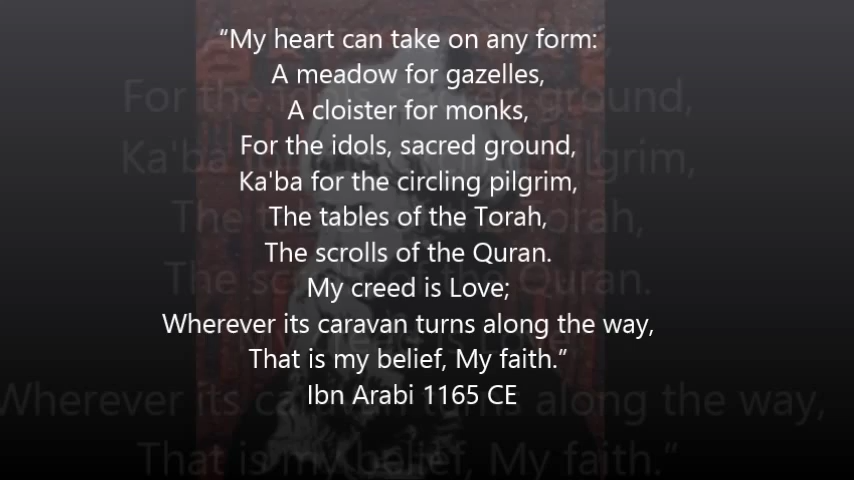 “My heart can take on any form:
A meadow for gazelles,
A cloister for monks,
For the idols, sacred ground,
Ka'ba for the circling pilgrim,
The tables of the Torah,
The scrolls of the Quran.
My creed is Love;
Wherever its caravan turns along the way,
That is my belief, My faith.”
Ibn Arabi 1165 CE